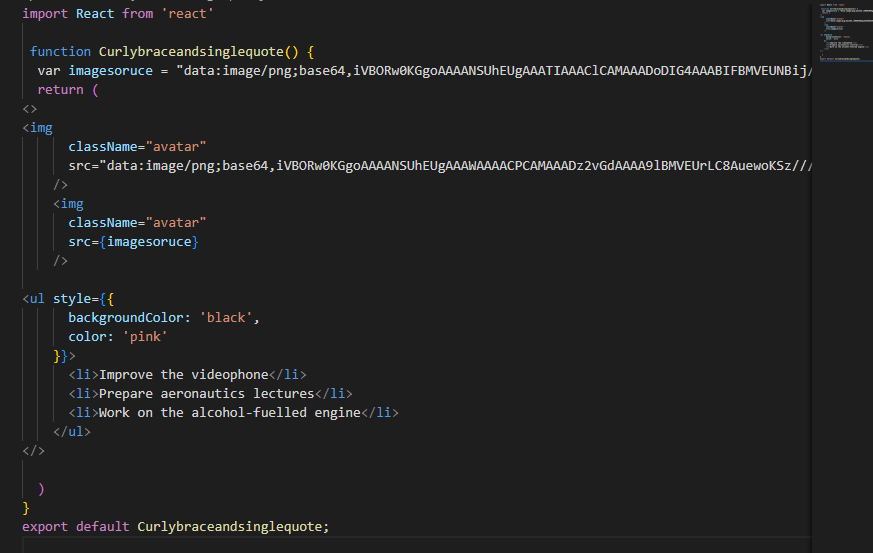 import React from 'react'
function Curlybraceandsinglequote() {
var imagesoruce = "data:image/png;base64,iVBORw0KGgoAAAANSUhEUgAAATIAAAClCAMAAADoDIG4AAABIFBMVEUNBij/
return (
<>
<img
className="avatar"
src="data:image/png;base64,iVBORw0KGgoAAAANSUhEUgAAAWAAAACPCAMAAADz2vGdAAAA9lBMVEUrLC8AuewoKSz///
/>
<img
className="avatar"
src={imagesoruce}
/>
<ul style={{
backgroundColor: 'black',
color: 'pink'
}}>
<li>Improve the videophone</li>
<li>Prepare aeronautics lectures</li>
<li>Work on the alcohol-fuelled engine</li>
</ul>
</>
)
}
export default Curlybraceandsinglequote;